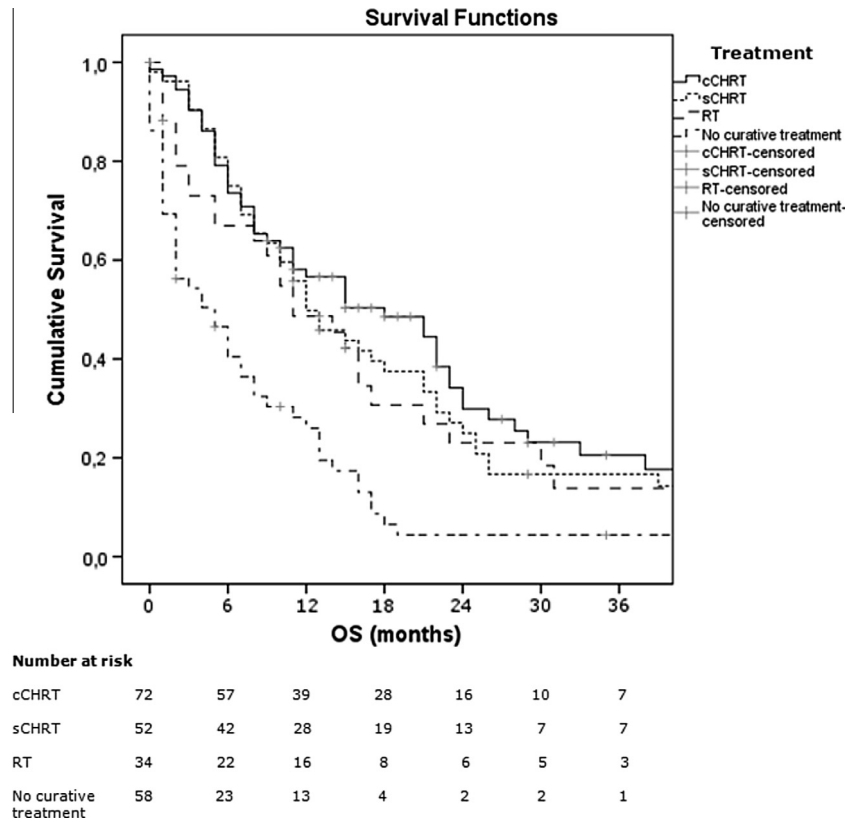 Survival Functions
Cumulative Survival
1,0
0,8
0,6
0,4
0,2
0,0
0 6 12 18 24 30 36
OS (months)
Treatment
cCHRT
sCHRT
RT
No curative treatment
cCHRT-censored
sCHRT-censored
RT-censored
No curative treatment-
censored
Number at risk
cCHRT 72 57 39 28 16 10 7
sCHRT 52 42 28 19 13 7 7
RT 34 22 16 8 6 5 3
No curative 58 23 13 4 2 2 1
treatment